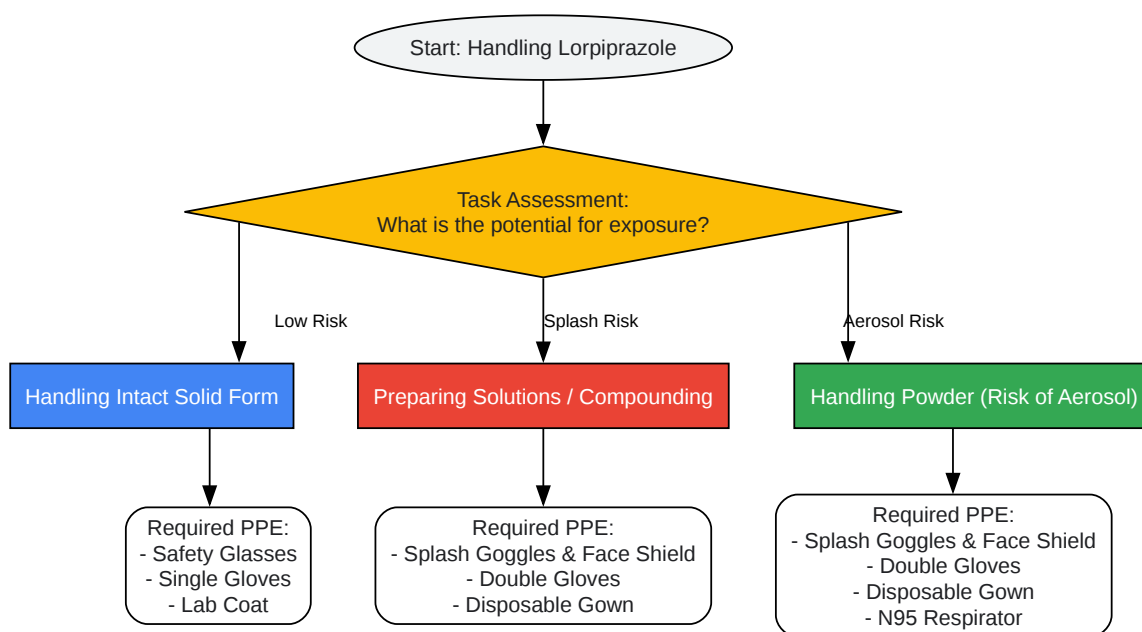 Start: Handling Lorpiprazole
Task Assessment:
What is the potential for exposure?
Low Risk
Splash Risk
Aerosol Risk
Handling Intact Solid Form
Preparing Solutions / Compounding
Handling Powder (Risk of Aerosol)
Required PPE:
- Safety Glasses
- Single Gloves
- Lab Coat
Required PPE:
- Splash Goggles & Face Shield
- Double Gloves
- Disposable Gown
Required PPE:
- Splash Goggles & Face Shield
- Double Gloves
- Disposable Gown
- N95 Respirator